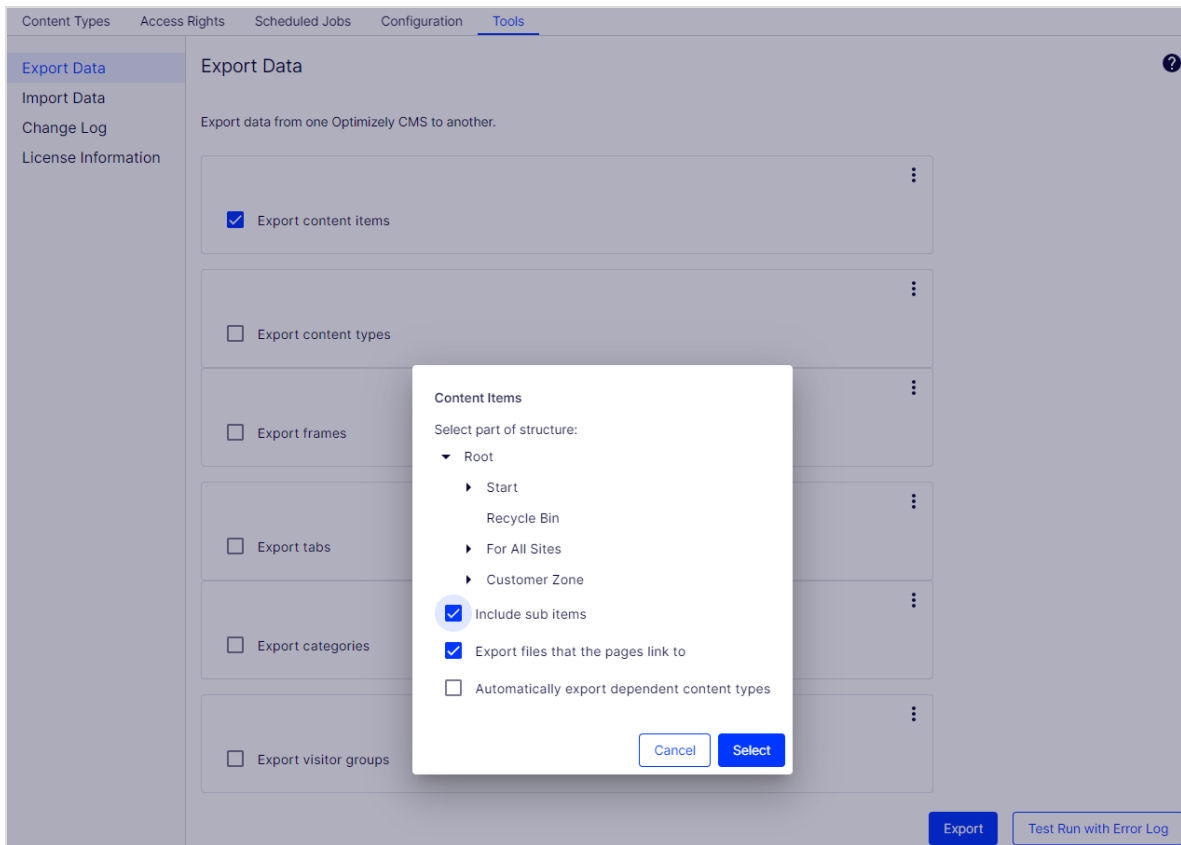 Content Types Access Rights Scheduled Jobs Configuration Tools
Export Data
Import Data
Change Log
License Information
Export Data
?
Export data from one Optimizely CMS to another.
Export content items
Export content types
Export frames
Export tabs
Export categories
Export visitor groups
Content Items
Select part of structure:
Root
Start
Recycle Bin
For All Sites
Customer Zone
Include sub items
Export files that the pages link to
Automatically export dependent content types
Cancel Select
Export Test Run with Error Log